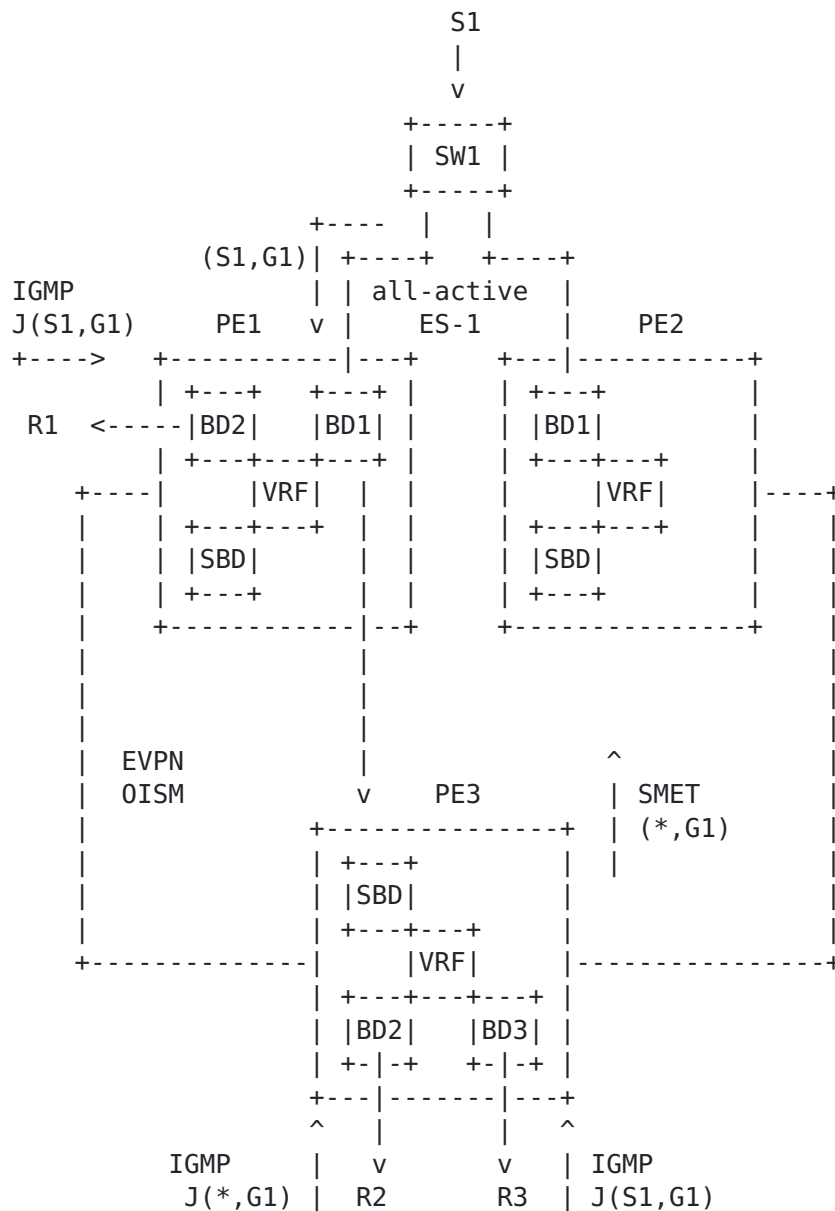 S1
SW1
(S1,G1)
IGMP all-active
J(S1,G1) PE1 v ES-1 PE2
R1 BD2 BD1 BD1
VRF VRF
SBD SBD
EVPN
OISM v PE3 SMET
(*,G1)
SBD
VRF
BD2 BD3
IGMP v v IGMP
J(*,G1) R2 R3 J(S1,G1)